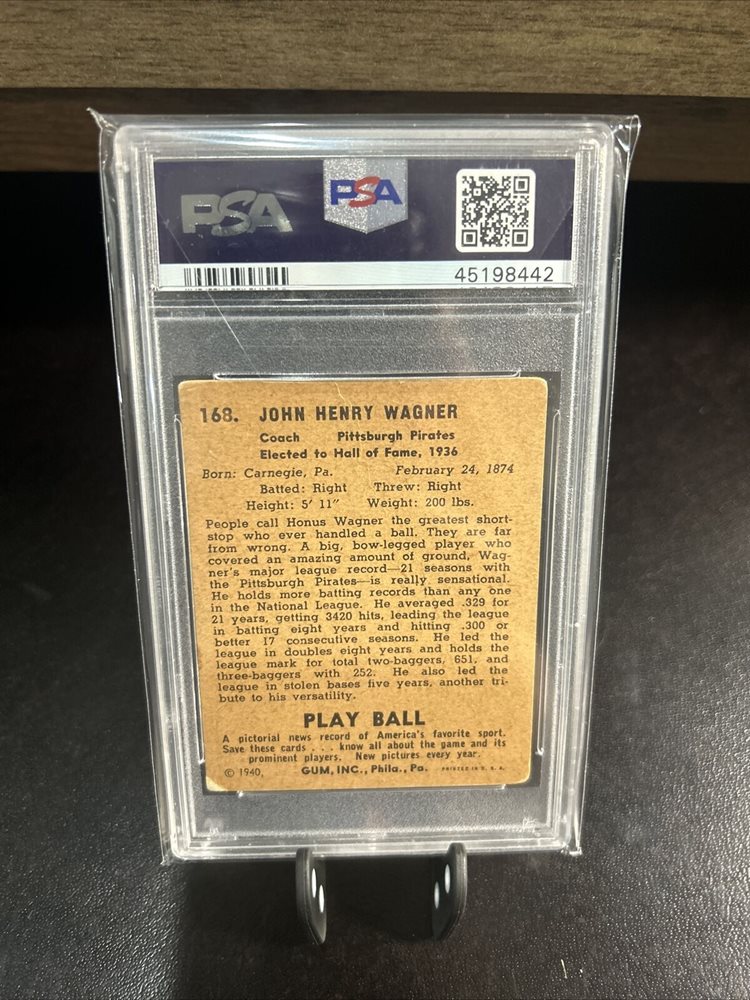 PSA
PSA
45198442
168. JOHN HENRY WAGNER
Coach Pittsburgh Pirates
Elected to Hall of Fame, 1936
Born: Carnegie, Pa. February 24, 1874
Batted: Right Threw: Right
Height: 5' 11" Weight: 200 lbs.
People call Honus Wagner the greatest short-
stop who ever handled a ball. They are far
from wrong. A big, bow-legged player who
covered an amazing amount of ground, Wag-
ner's major league record—21 seasons with
the Pittsburgh Pirates—is really sensational.
He holds more batting records than any one
in the National League. He averaged .329 for
21 years, getting 3420 hits, leading the league
in batting eight years and hitting .300 or
better 17 consecutive seasons. He led the
league in doubles eight years and holds the
league mark for total two-baggers, 651, and
three-baggers with 252. He also led the
league in stolen bases five years, another tri-
bute to his versatility.
PLAY BALL
A pictorial news record of America's favorite sport.
Save these cards . . . know all about the game and its
prominent players. New pictures every year.
© 1940, GUM, INC., Phila., Pa. PRINTED IN U. S. A.